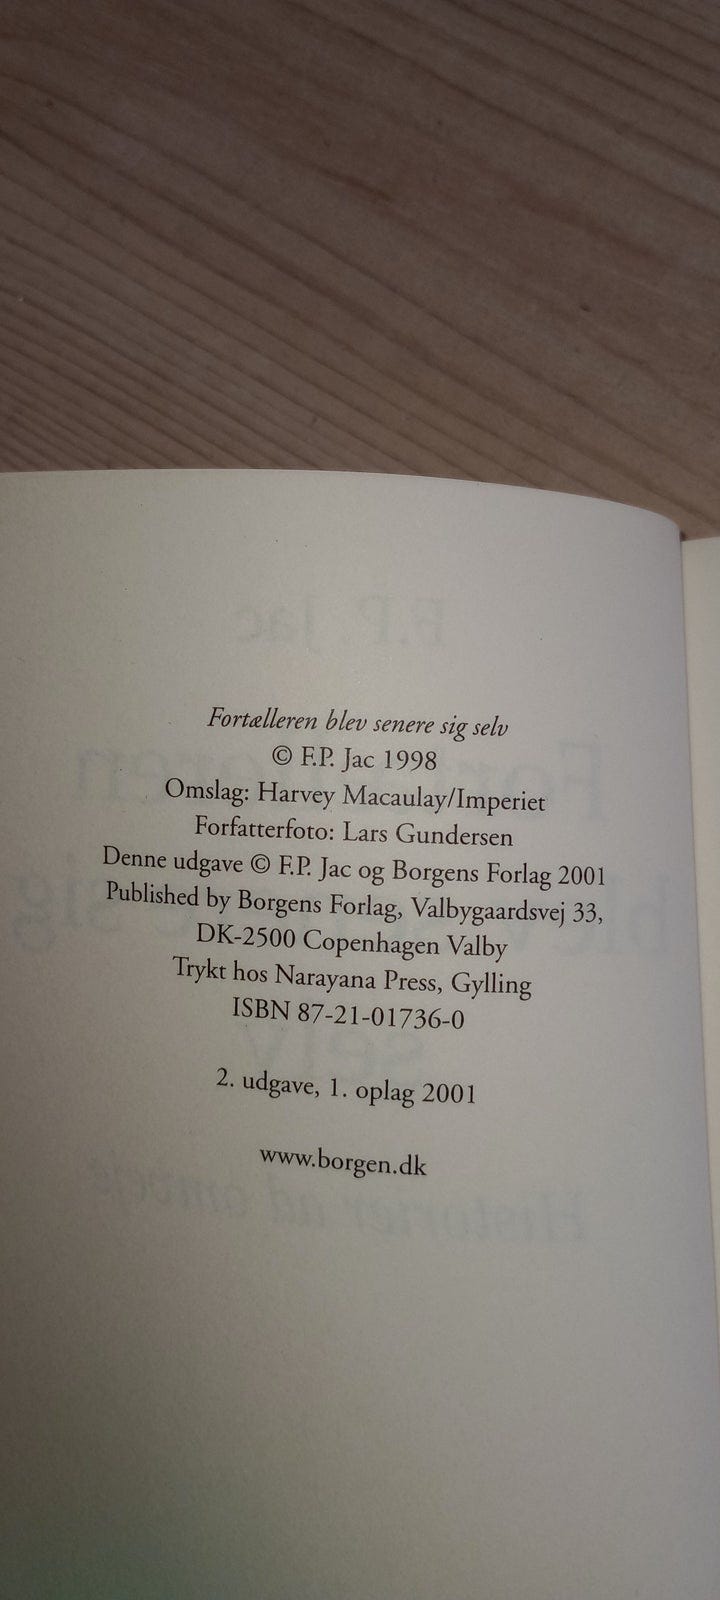 Fortælleren blev senere sig selv
© F.P. Jac 1998
Omslag: Harvey Macaulay/Imperiet
Forfatterfoto: Lars Gundersen
Denne udgave © F.P. Jac og Borgens Forlag 2001
Published by Borgens Forlag, Valbygaardsvej 33,
DK-2500 Copenhagen Valby
Trykt hos Narayana Press, Gylling
ISBN 87-21-01736-0
2. udgave, 1. oplag 2001
www.borgen.dk